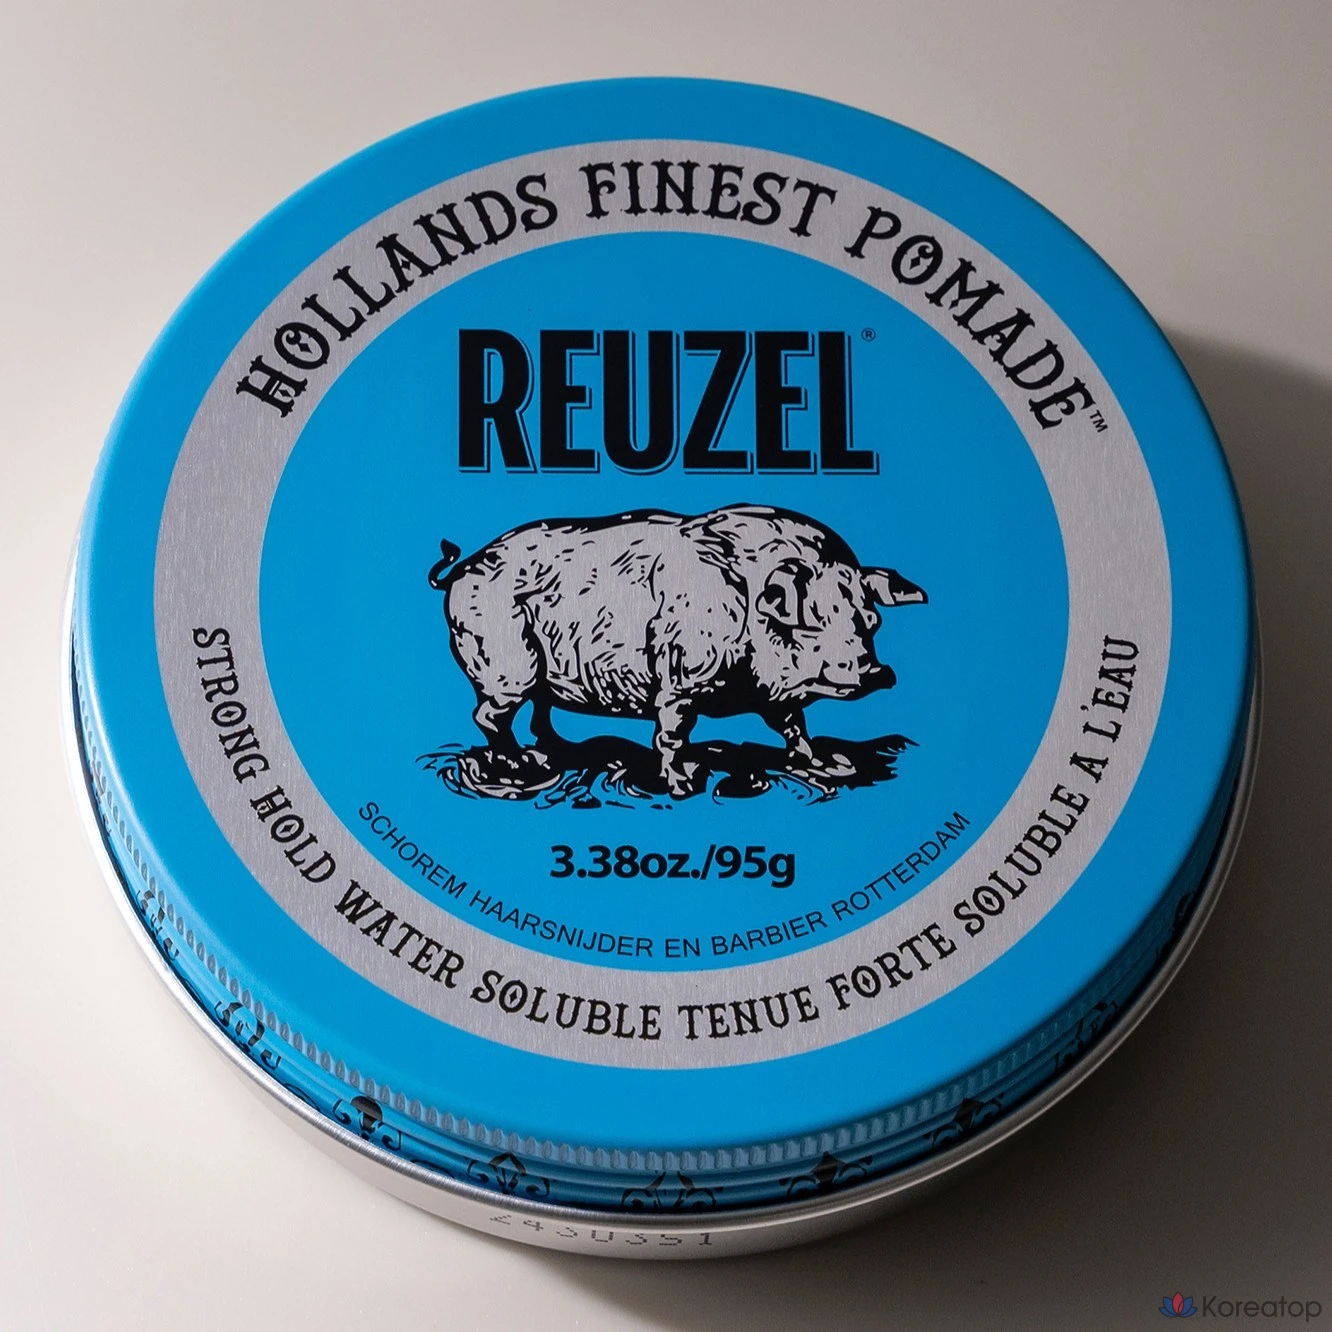 HOLLANDS FINEST POMADE™
REUZEL®
3.38oz./95g
SCHOREM HAARSNIJDER EN BARBIER ROTTERDAM
STRONG HOLD WATER SOLUBLE TENUE FORTE SOLUBLE A L'EAU
2430351
Koreatop